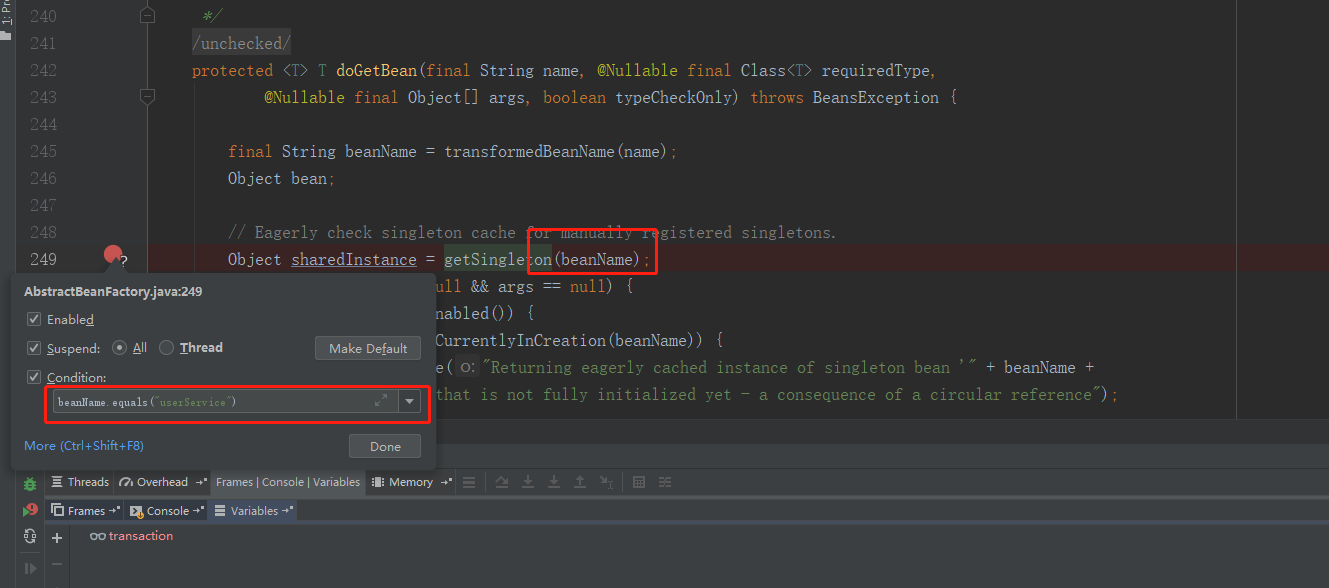 1: Pr
240 */
241 /unchecked/
242 protected <T> T doGetBean(final String name, @Nullable final Class<T> requiredType,
243 @Nullable final Object[] args, boolean typeCheckOnly) throws BeansException {
244
245 final String beanName = transformedBeanName(name);
246 Object bean;
247
248 // Eagerly check singleton cache for manually registered singletons.
249 ? Object sharedInstance = getSingleton(beanName);
ull && args == null) {
nabled()) {
CurrentlyInCreation(beanName)) {
e( o: "Returning eagerly cached instance of singleton bean '" + beanName +
that is not fully initialized yet - a consequence of a circular reference");
AbstractBeanFactory.java:249
Enabled
Suspend: All Thread Make Default
Condition:
beanName.equals("userService")
More (Ctrl+Shift+F8) Done
Threads Overhead Frames | Console | Variables Memory
Frames Console Variables
transaction